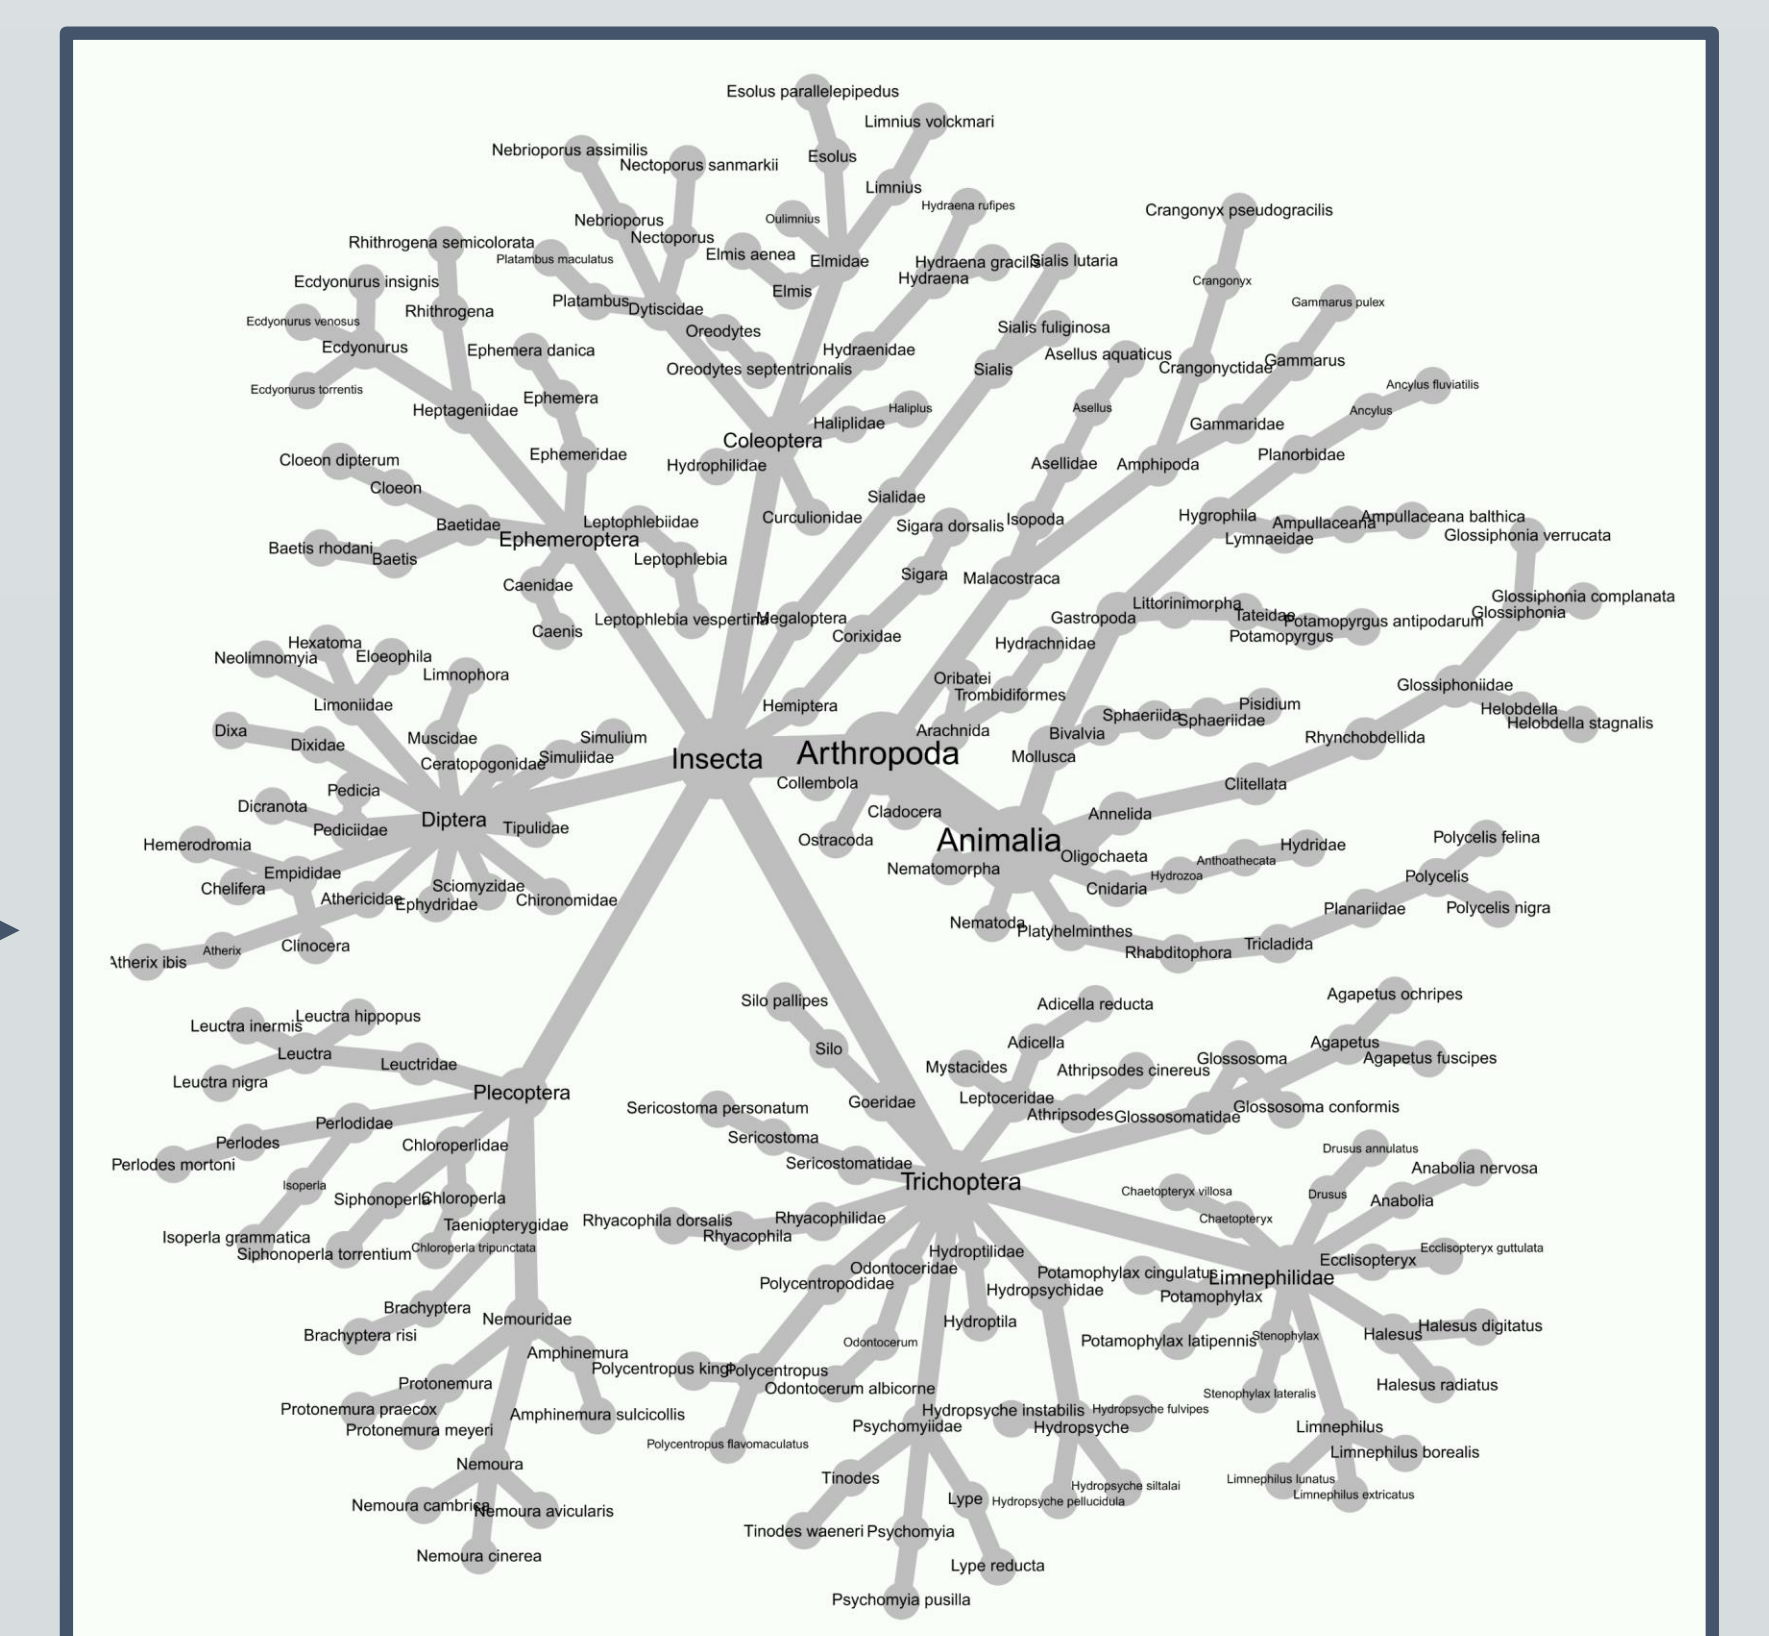 Esolus parallelepipedus
Limnius volckmari
Nebrioporus assimilis
Nectoporus sanmarkii
Esolus
Limnius
Hydraena rufipes
Crangonyx pseudogracilis
Oulimnius
Nebrioporus
Nectoporus
Rhithrogena semicolorata
Platambus maculatus
Elmis aenea
Elmidae
Hydraena gracilis
Sialis lutaria
Hydraena
Crangonyx
Ecdyonurus insignis
Elmis
Platambus
Dytiscidae
Gammarus pulex
Rhithrogena
Ecdyonurus venosus
Oreodytes
Sialis fuliginosa
Ecdyonurus
Ephemera danica
Hydraenidae
Asellus aquaticus
Oreodytes septentrionalis
Sialis
Crangonyctidae
Gammarus
Ecdyonurus torrentis
Ephemera
Ancylus fluviatilis
Heptageniidae
Haliplus
Haliplidae
Asellus
Ancylus
Gammaridae
Coleoptera
Cloeon dipterum
Ephemeridae
Hydrophilidae
Asellidae
Amphipoda
Planorbidae
Cloeon
Sialidae
Baetidae
Leptophlebiidae
Curculionidae
Sigara dorsalis
Isopoda
Hygrophila
Ampullaceana
Ampullaceana balthica
Ephemeroptera
Lymnaeidae
Glossiphonia verrucata
Baetis rhodani
Baetis
Leptophlebia
Caenidae
Sigara
Malacostraca
Glossiphonia complanata
Littorinimorpha
Glossiphonia
Leptophlebia vespertina
Megaloptera
Gastropoda
Tateidae
Potamopyrgus antipodarum
Caenis
Corixidae
Potamopyrgus
Hexatoma
Hydrachnidae
Neolimnomyia
Eloeophila
Limnophora
Oribatei
Glossiphoniidae
Trombidiformes
Limoniidae
Hemiptera
Pisidium
Helobdella
Sphaeriida
Sphaeriidae
Helobdella stagnalis
Dixa
Dixidae
Muscidae
Simulium
Arachnida
Bivalvia
Rhynchobdellida
Ceratopogonidae
Simuliidae
Insecta
Arthropoda
Mollusca
Collembola
Clitellata
Pedicia
Dicranota
Cladocera
Annelida
Pediciidae
Diptera
Tipulidae
Ostracoda
Animalia
Polycelis felina
Hemerodromia
Oligochaeta
Anthoathecata
Hydridae
Empididae
Nematomorpha
Hydrozoa
Polycelis
Chelifera
Sciomyzidae
Cnidaria
Athericidae
Ephydridae
Chironomidae
Planariidae
Polycelis nigra
Nematoda
Platyhelminthes
Clinocera
Atherix
Rhabditophora
Tricladida
Atherix ibis
Silo pallipes
Adicella reducta
Agapetus ochripes
Leuctra inermis
Leuctra hippopus
Leuctra
Silo
Adicella
Agapetus
Leuctridae
Mystacides
Athripsodes cinereus
Glossosoma
Agapetus fuscipes
Leuctra nigra
Plecoptera
Goeridae
Leptoceridae
Sericostoma personatum
Athripsodes
Glossosomatidae
Glossosoma conformis
Perlodidae
Sericostoma
Perlodes
Chloroperlidae
Drusus annulatus
Perlodes mortoni
Sericostomatidae
Anabolia nervosa
Isoperla
Trichoptera
Chaetopteryx villosa
Drusus
Siphonoperla
Chloroperla
Anabolia
Taeniopterygidae
Rhyacophila dorsalis
Rhyacophilidae
Chaetopteryx
Isoperla grammatica
Siphonoperla torrentium
Chloroperla tripunctata
Rhyacophila
Hydroptilidae
Ecclisopteryx
Ecclisopteryx guttulata
Odontoceridae
Potamophylax cingulatus
Limnephilidae
Polycentropodidae
Hydropsychidae
Potamophylax
Brachyptera
Nemouridae
Hydroptila
Brachyptera risi
Odontocerum
Potamophylax latipennis
Stenophylax
Halesus
Halesus digitatus
Amphinemura
Polycentropus kingi
Polycentropus
Protonemura
Odontocerum albicorne
Stenophylax lateralis
Halesus radiatus
Protonemura praecox
Amphinemura sulcicollis
Hydropsyche instabilis
Hydropsyche fulvipes
Protonemura meyeri
Psychomyiidae
Hydropsyche
Limnephilus
Polycentropus flavomaculatus
Limnephilus borealis
Nemoura
Tinodes
Hydropsyche siltalai
Limnephilus lunatus
Nemoura cambrica
Nemoura avicularis
Lype
Hydropsyche pellucidula
Limnephilus extricatus
Tinodes waeneri
Psychomyia
Nemoura cinerea
Lype reducta
Psychomyia pusilla